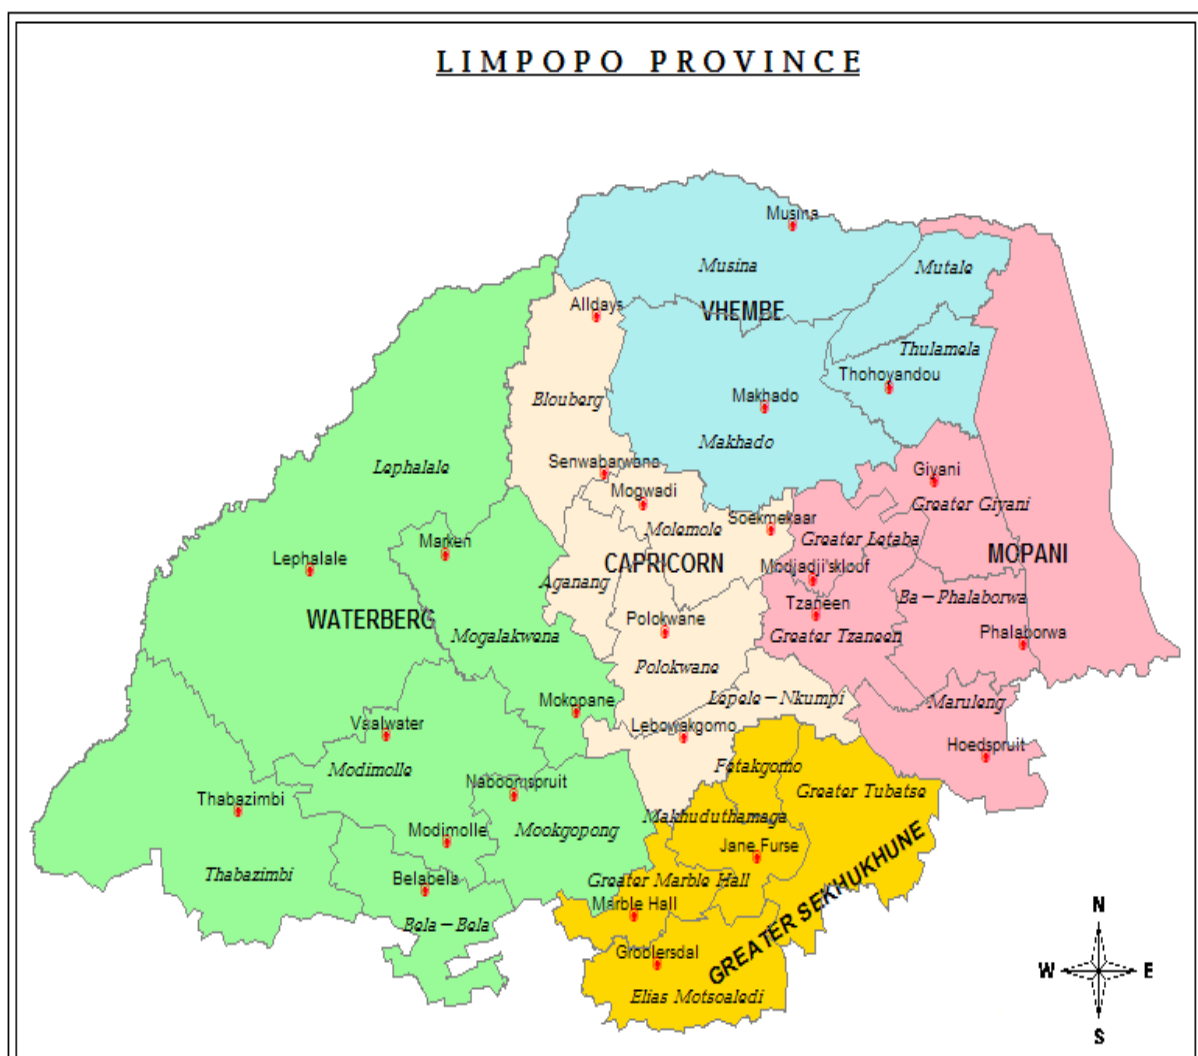 LIMPOPO PROVINCE
Musina
Musina
Mutale
Alldays
VHEMBE
Thulamela
Thohoyandou
Blouberg
Makhado
Makhado
Lephalale
Senwabarwano
Giyani
Mogwadi
Greater Giyani
Molemole
Soekmekaar
Greater Letaba
Marken
Lephalale
CAPRICORN
MOPANI
Modjadji'skloof
Aganang
Ba-Phalaborwa
Tzaneen
WATERBERG
Polokwane
Mogalakwena
Greater Tzaneen
Phalaborwa
Polokwane
Lepele-Nkumpi
Maruleng
Mokopane
Vaalwater
Lebowakgomo
Hoedspruit
Modimolle
Fetakgomo
Naboomspruit
Greater Tubatse
Thabazimbi
Makhuduthamaga
Modimolle
Mookgopong
Jane Furse
Thabazimbi
Belabela
Greater Marble Hall
Marble Hall
GREATER SEKHUKHUNE
Bela-Bela
Groblersdal
Elias Motsoaledi
N
W
E
S